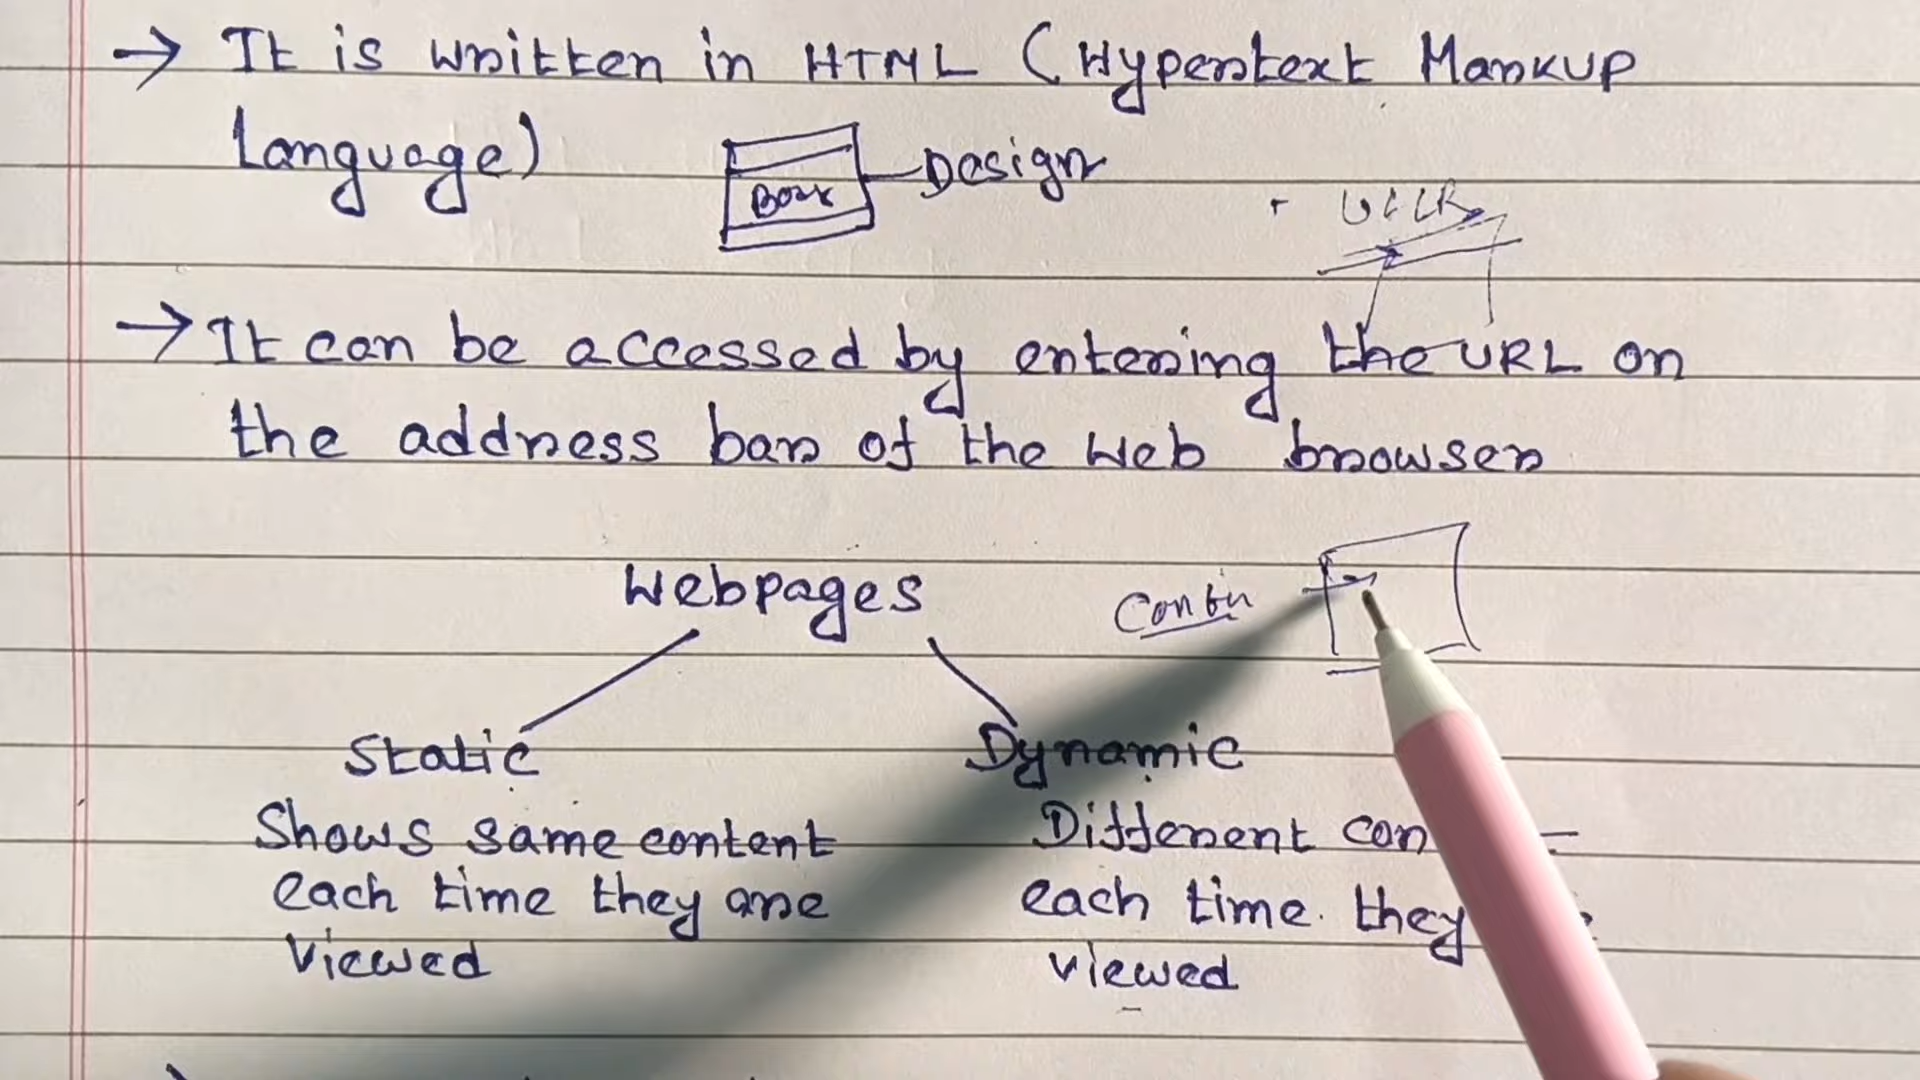 → It is written in HTML (Hypertext Markup
Language)
Design
→ It can be accessed by entering the URL on
the address bar of the web browser
Webpages
Static
Dynamic
Shows same content
each time they are
viewed
Different con
each time they
viewed